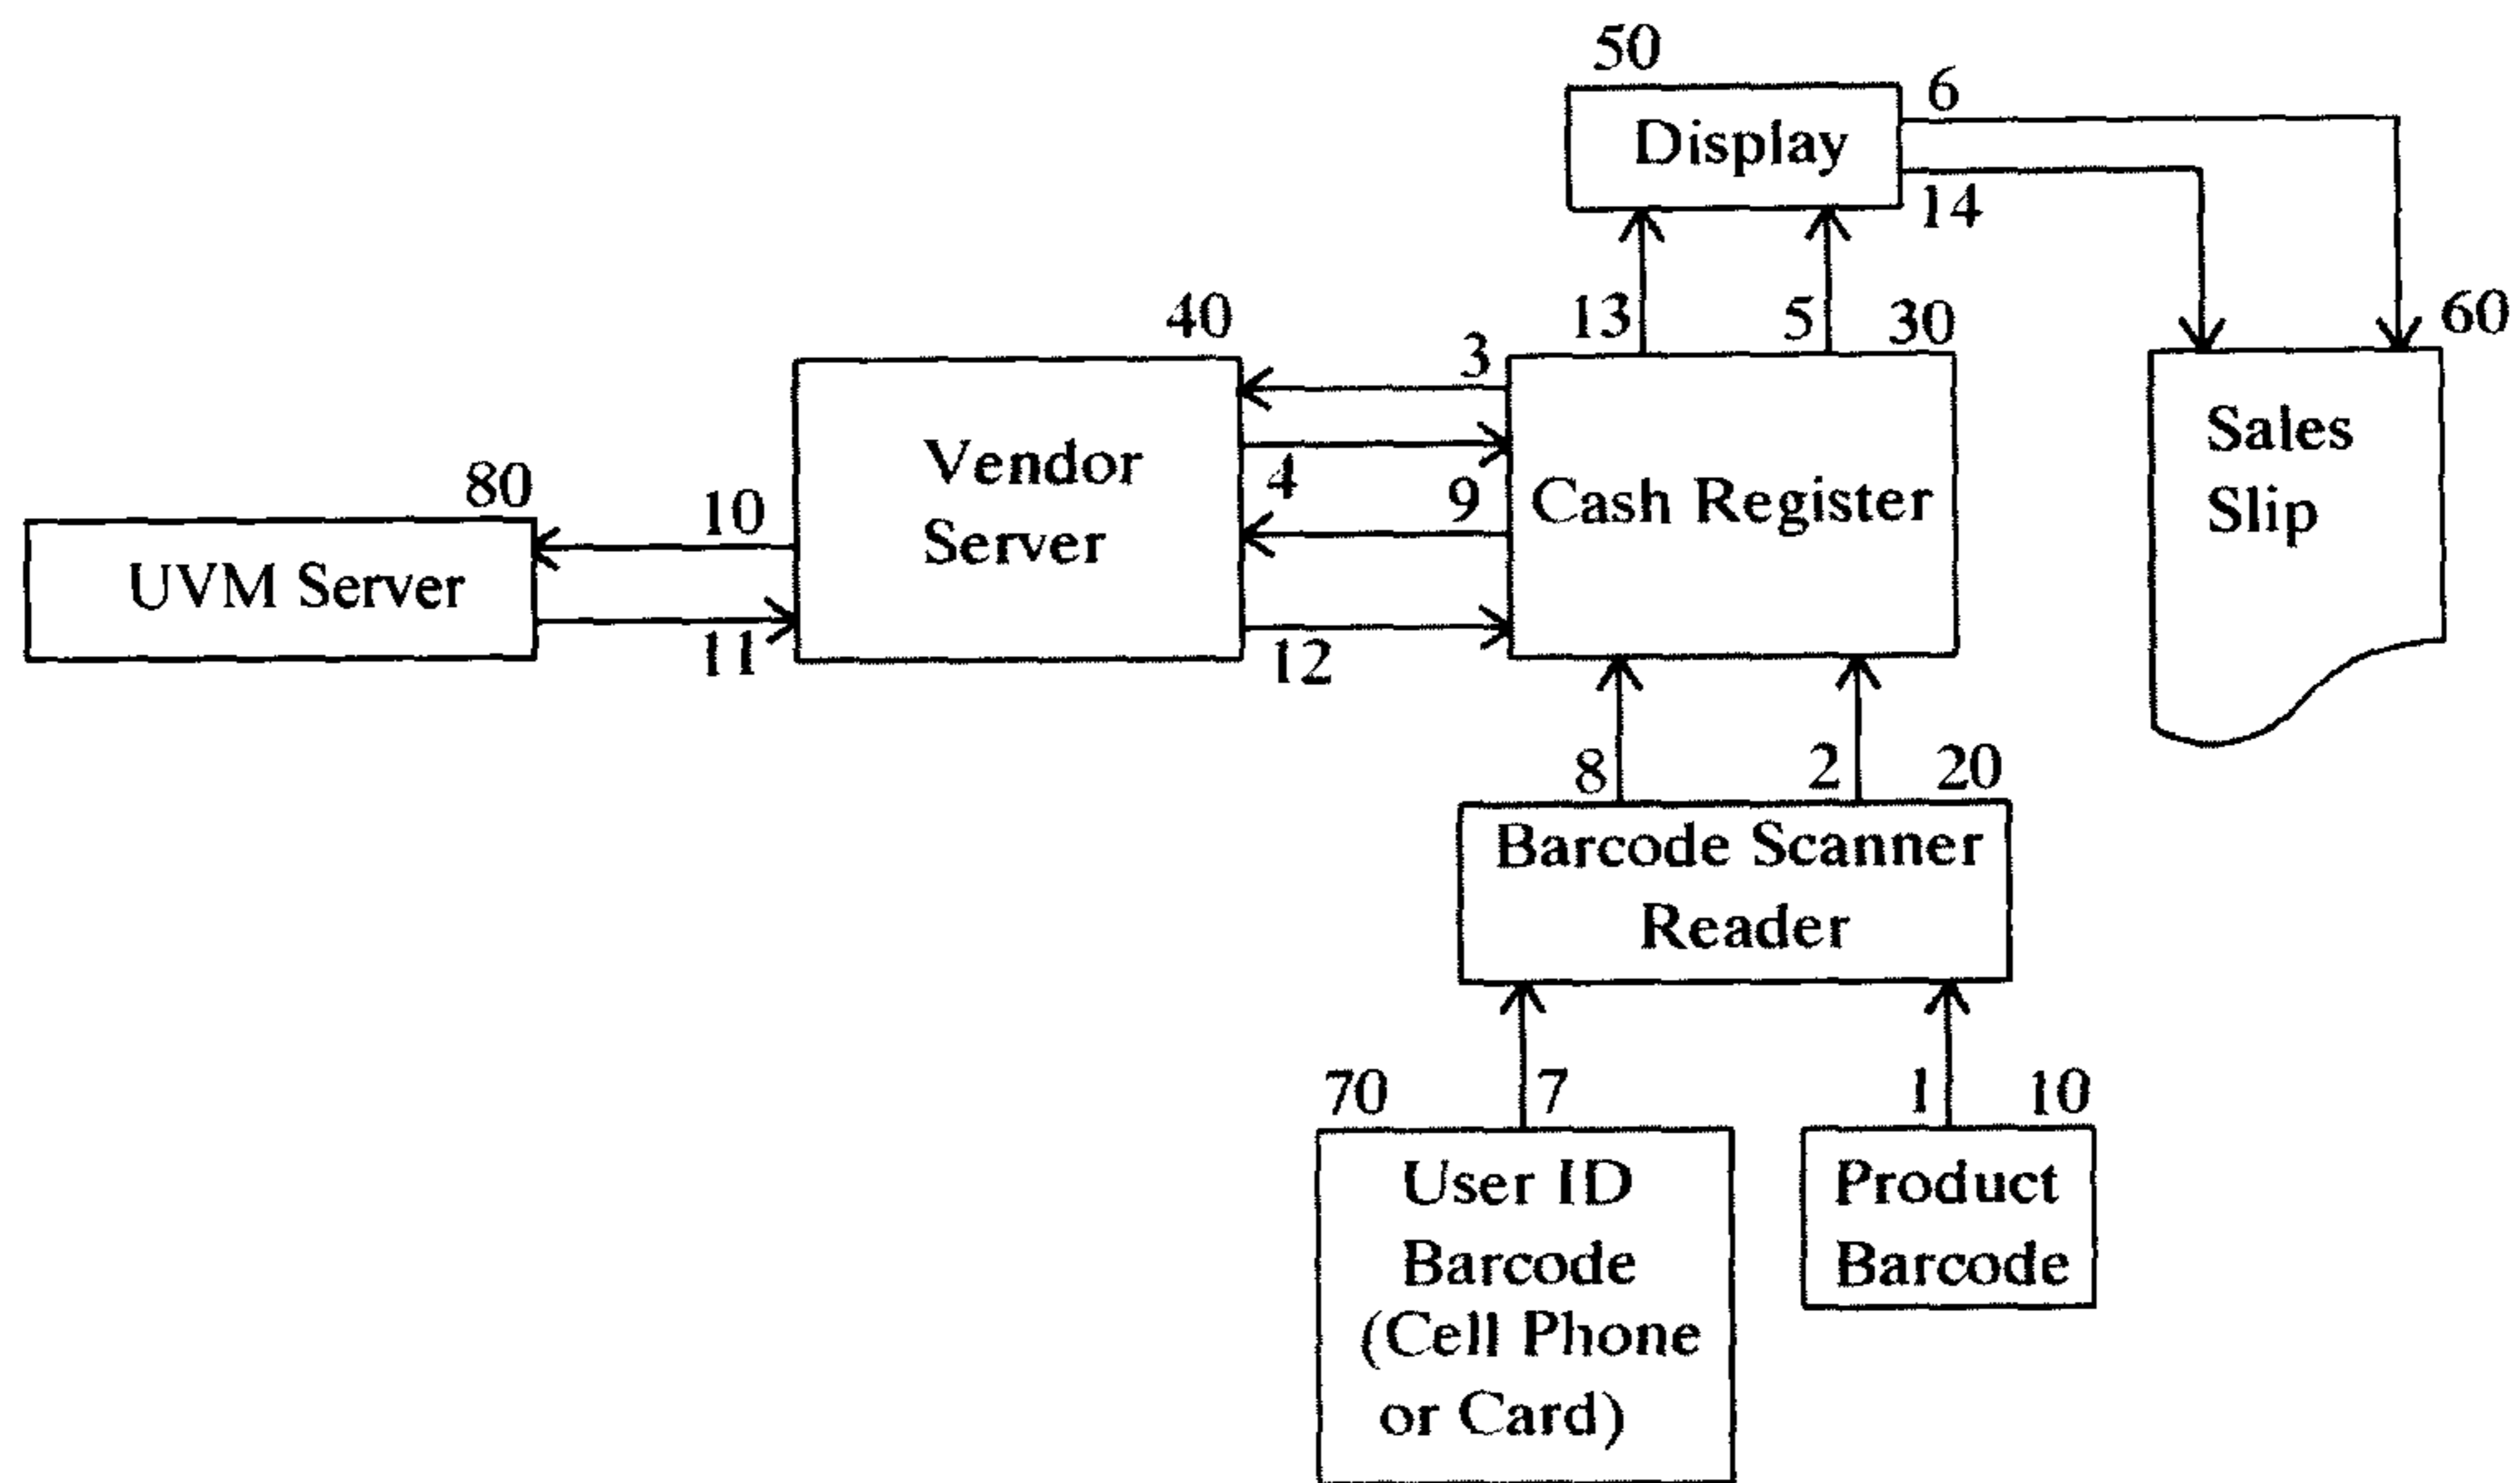 50
6
Display
14
40
3
13
5
30
60
Vendor
Server
4
9
Cash Register
Sales
Slip
80
10
UVM Server
11
12
8
2
20
Barcode Scanner
Reader
70
7
1
10
User ID
Barcode
(Cell Phone
or Card)
Product
Barcode